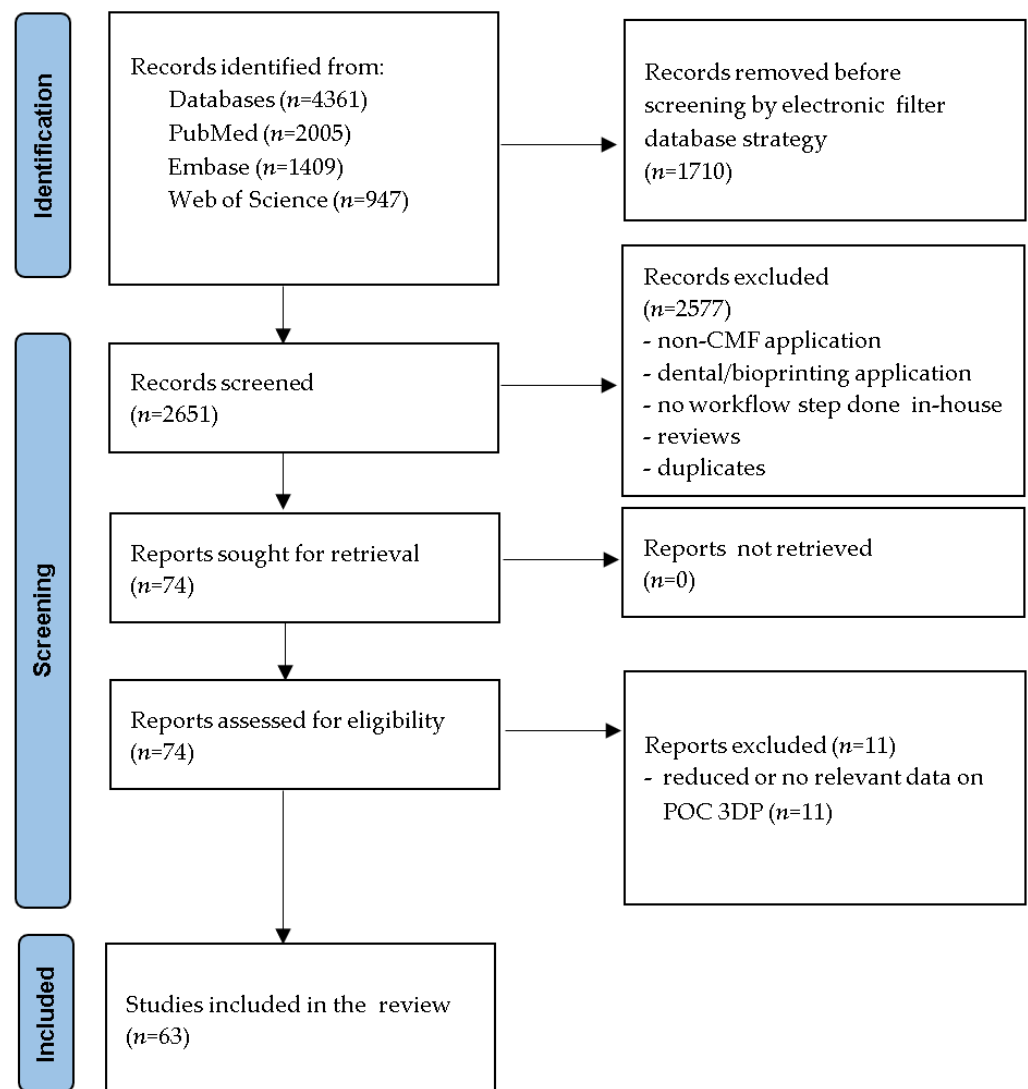 Identification
Records identified from:
Databases (n=4361)
PubMed (n=2005)
Embase (n=1409)
Web of Science (n=947)
Records removed before
screening by electronic filter
database strategy
(n=1710)
Screening
Records screened
(n=2651)
Records excluded
(n=2577)
- non-CMF application
- dental/bioprinting application
- no workflow step done in-house
- reviews
- duplicates
Reports sought for retrieval
(n=74)
Reports not retrieved
(n=0)
Reports assessed for eligibility
(n=74)
Reports excluded (n=11)
- reduced or no relevant data on
POC 3DP (n=11)
Included
Studies included in the review
(n=63)